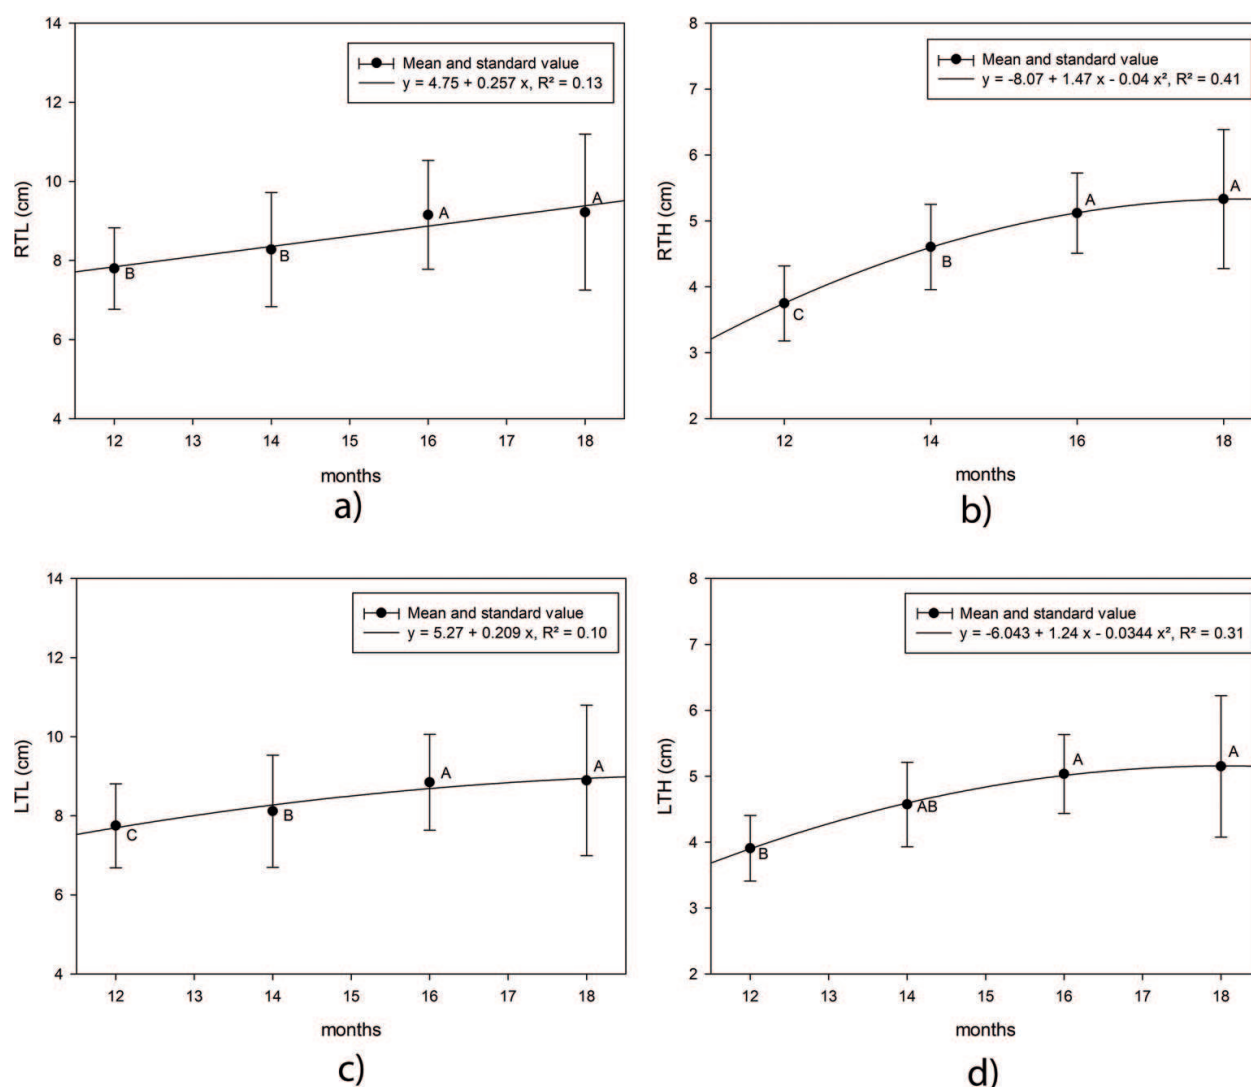 14
12
10
8
6
4
RTL (cm)
Mean and standard value
y = 4.75 + 0.257 x, R² = 0.13
B
B
A
A
12 13 14 15 16 17 18
months
a)
8
7
6
5
4
3
2
RTH (cm)
Mean and standard value
y = -8.07 + 1.47 x - 0.04 x², R² = 0.41
C
B
A
A
12 14 16 18
months
b)
14
12
10
8
6
4
LTL (cm)
Mean and standard value
y = 5.27 + 0.209 x, R² = 0.10
C
B
A
A
12 13 14 15 16 17 18
months
c)
8
7
6
5
4
3
2
LTH (cm)
Mean and standard value
y = -6.043 + 1.24 x - 0.0344 x², R² = 0.31
B
AB
A
A
12 13 14 15 16 17 18
months
d)